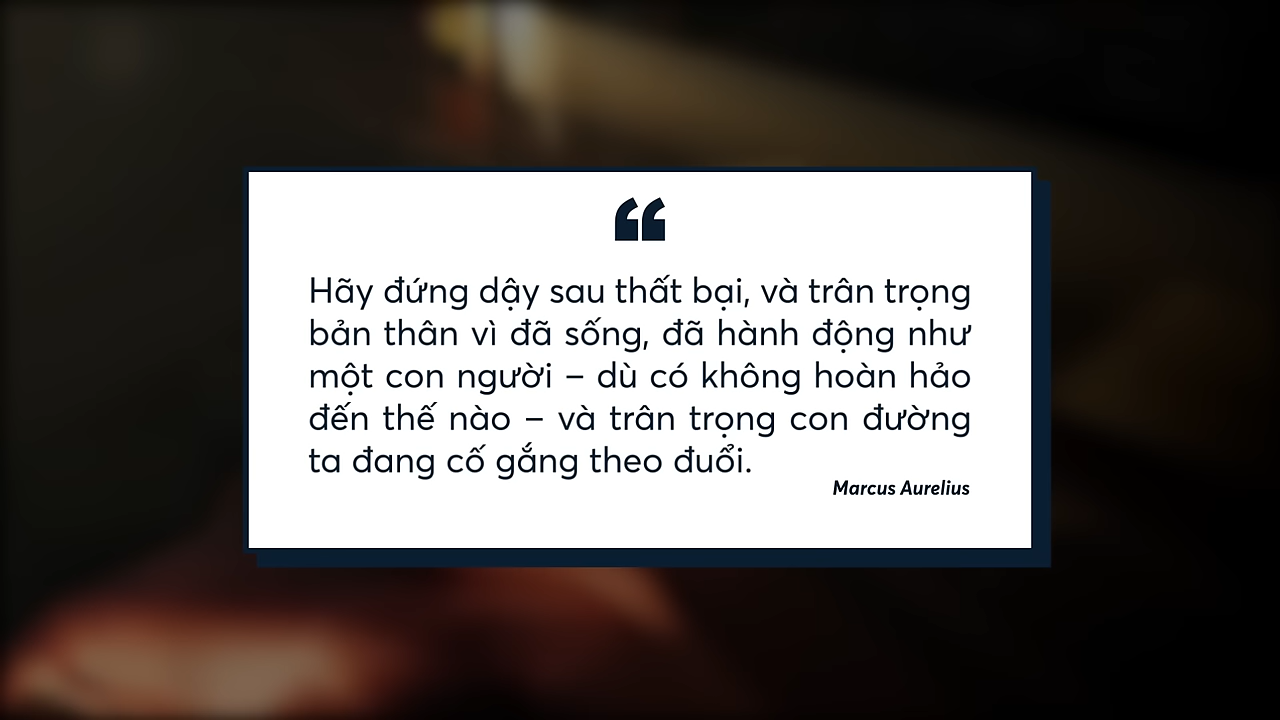 “
Hãy đứng dậy sau thất bại, và trân trọng
bản thân vì đã sống, đã hành động như
một con người – dù có không hoàn hảo
đến thế nào – và trân trọng con đường
ta đang cố gắng theo đuổi.
Marcus Aurelius